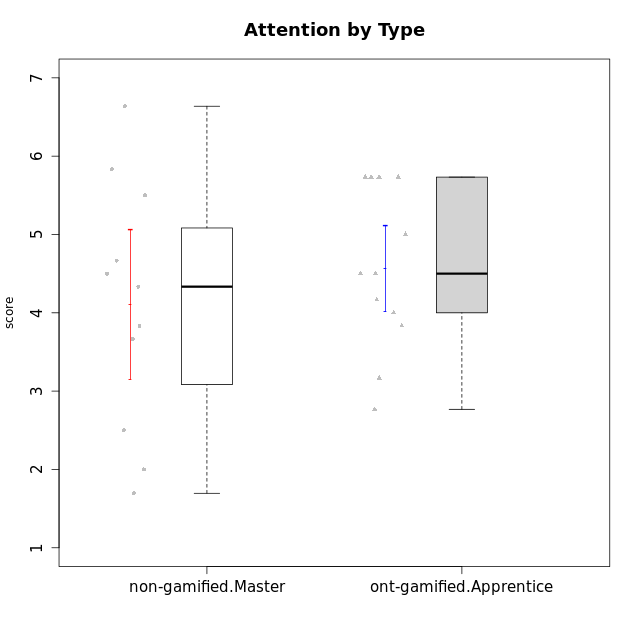 Attention by Type
score
7
6
5
4
3
2
1
non-gamified.Master ont-gamified.Apprentice